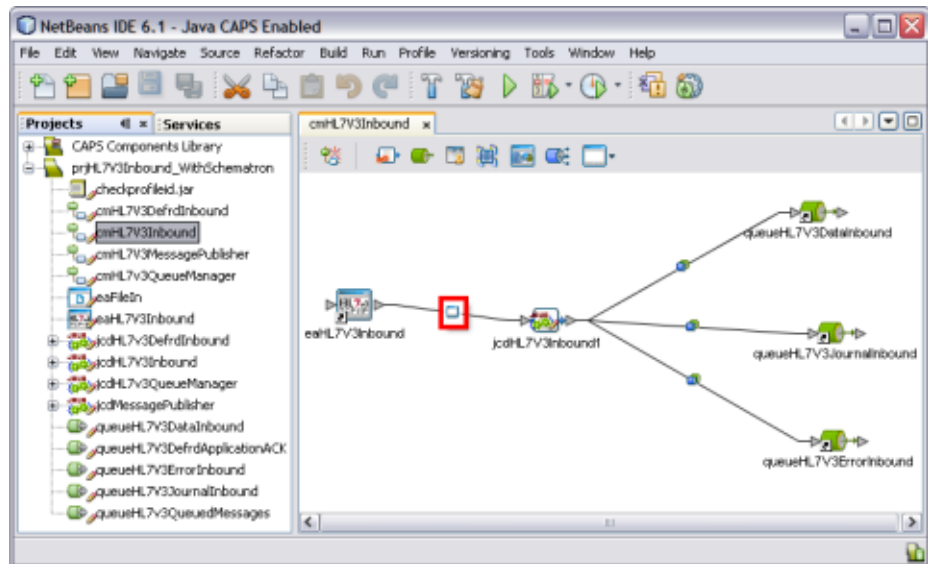 NetBeans IDE 6.1 - Java CAPS Enabled
File Edit View Navigate Source Refactor Build Run Profile Versioning Tools Window Help
Projects Services
cmHL7V3Inbound
CAPS Components Library
prjHL7V3Inbound_WithSchematron
checkprofileid.jar
cmHL7V3DefrdInbound
cmHL7V3Inbound
cmHL7V3MessagePublisher
cmHL7v3QueueManager
eaFileIn
eaHL7V3Inbound
jcdHL7V3DefrdInbound
jcdHL7V3Inbound
jcdHL7v3QueueManager
jcdMessagePublisher
queueHL7V3DataInbound
queueHL7V3DefrdApplicationACK
queueHL7V3ErrorInbound
queueHL7V3JournalInbound
queueHL7v3QueuedMessages
queueHL7V3DataInbound
HL7
eaHL7V3Inbound
jcdHL7V3Inbound1
queueHL7V3JournalInbound
queueHL7V3ErrorInbound